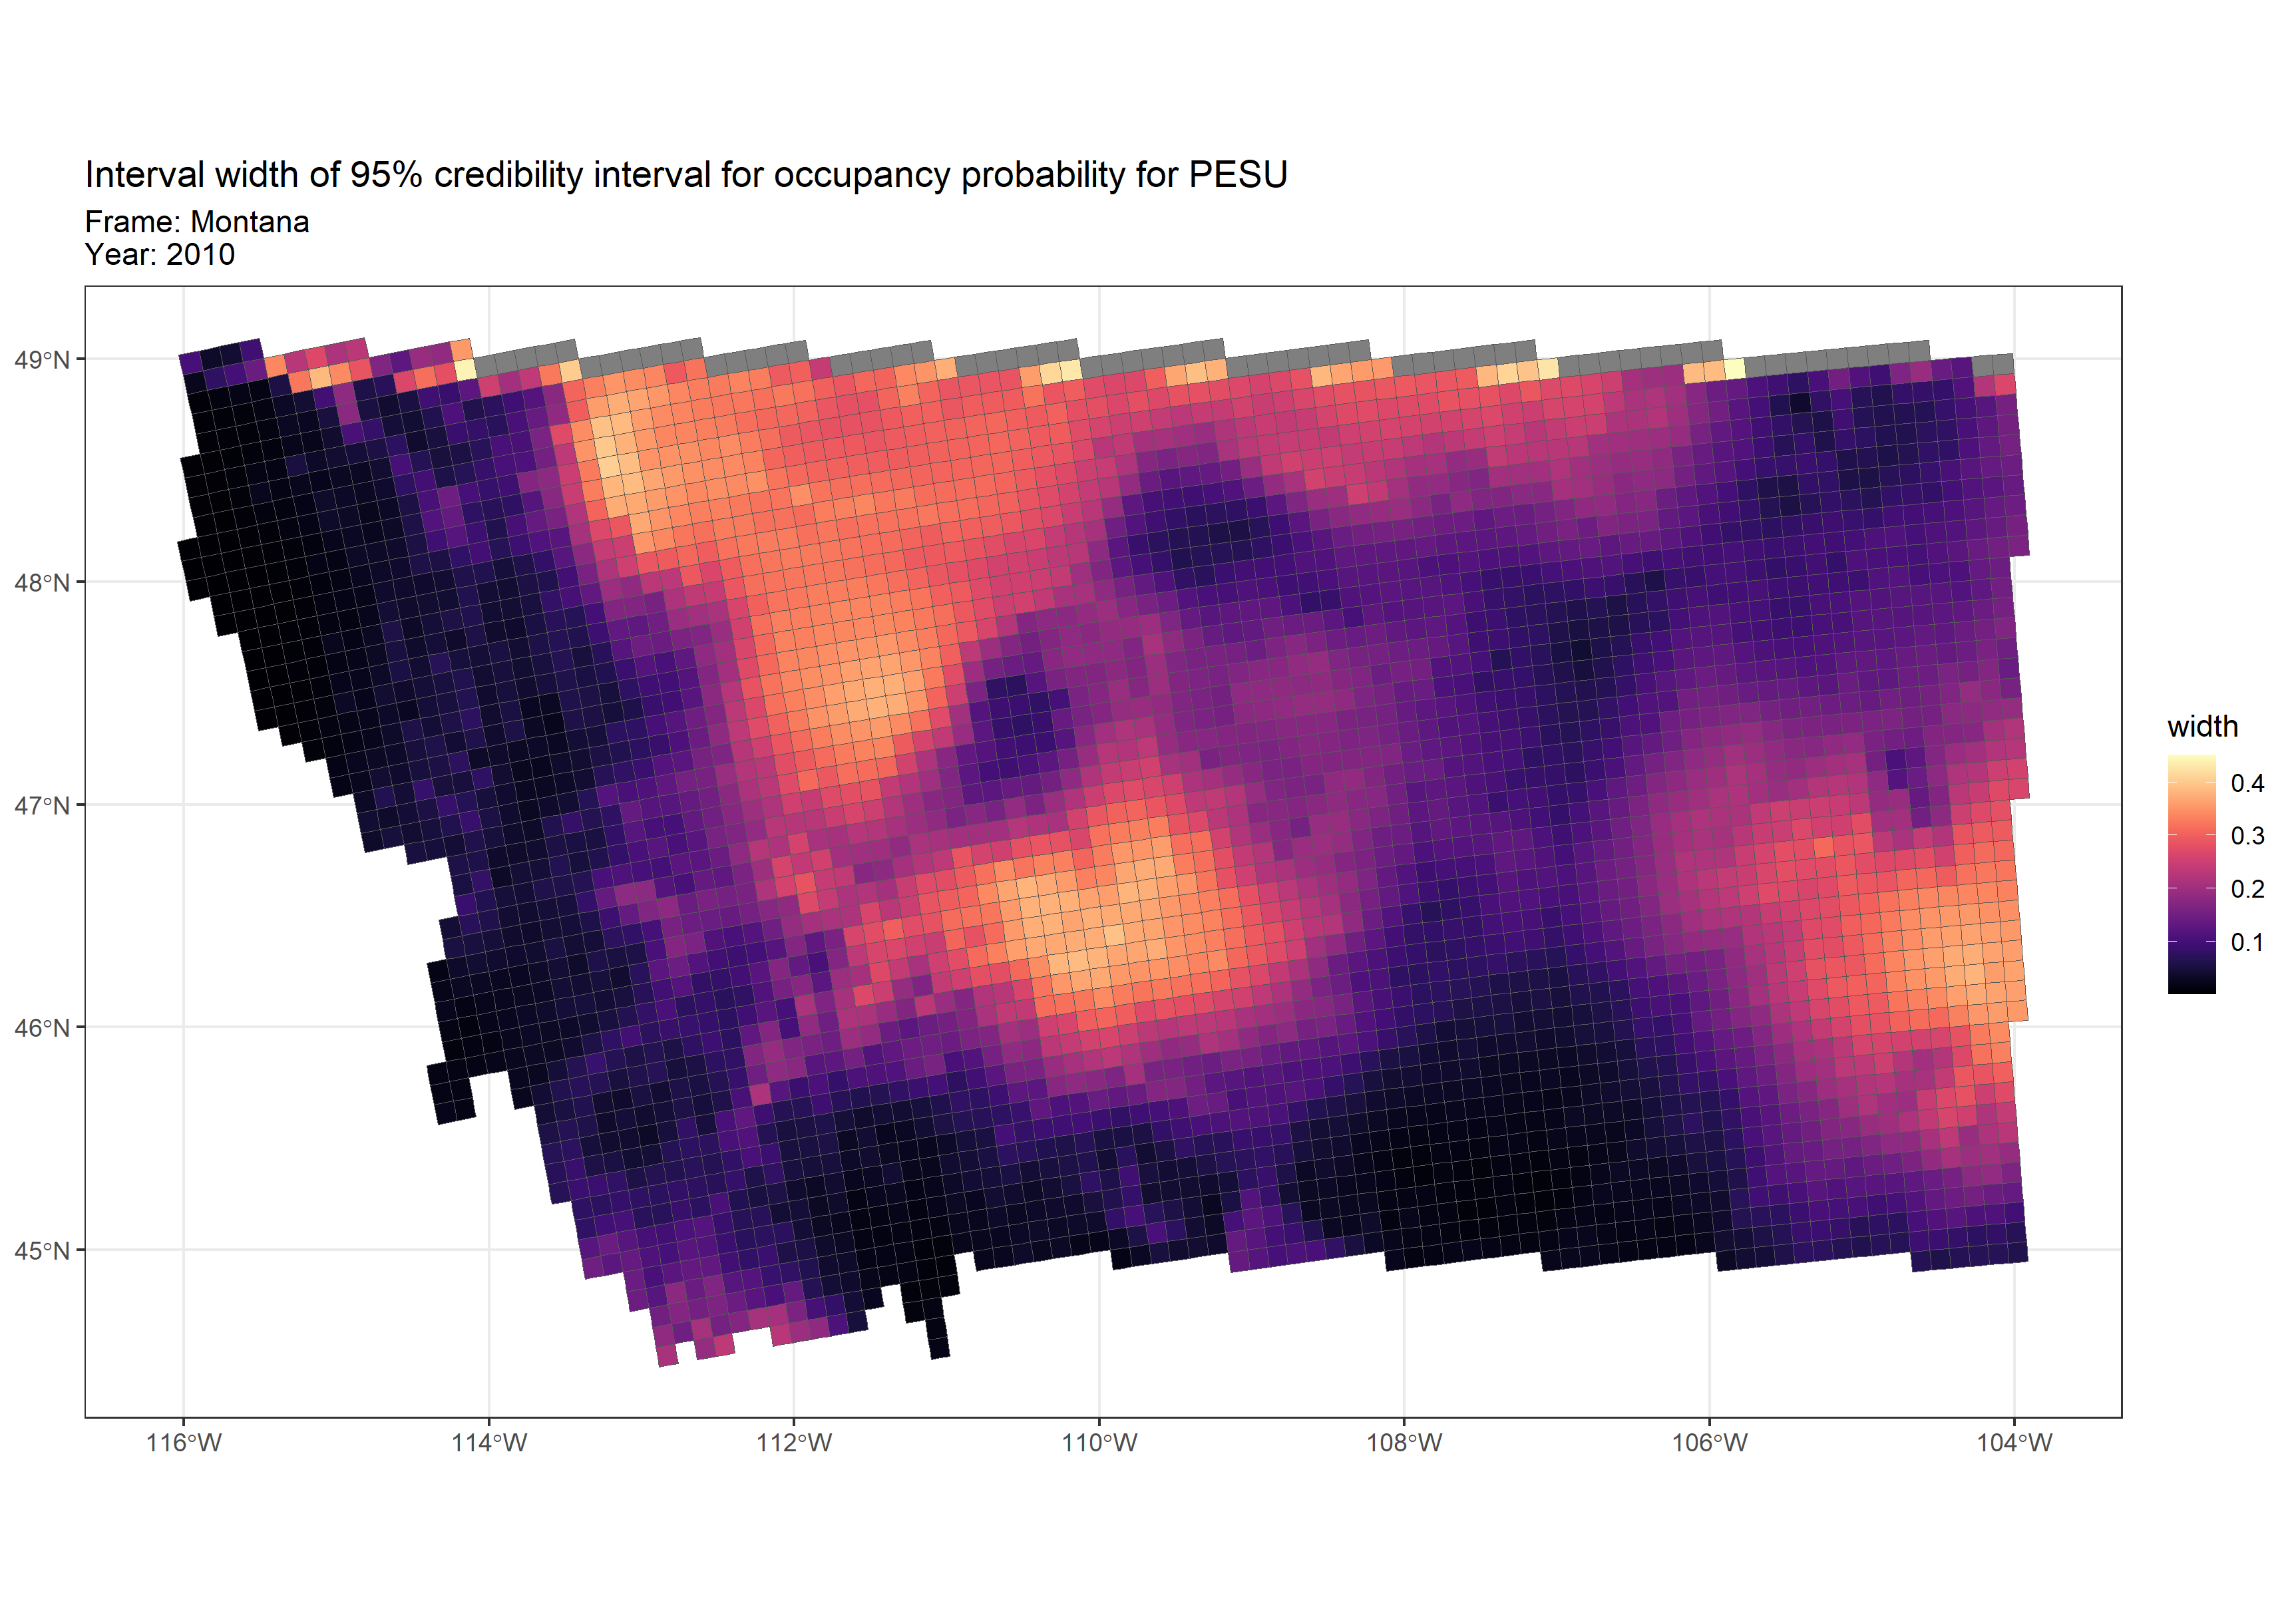 Interval width of 95% credibility interval for occupancy probability for PESU
Frame: Montana
Year: 2010
49°N
48°N
47°N
46°N
45°N
116°W
114°W
112°W
110°W
108°W
106°W
104°W
width
0.4
0.3
0.2
0.1